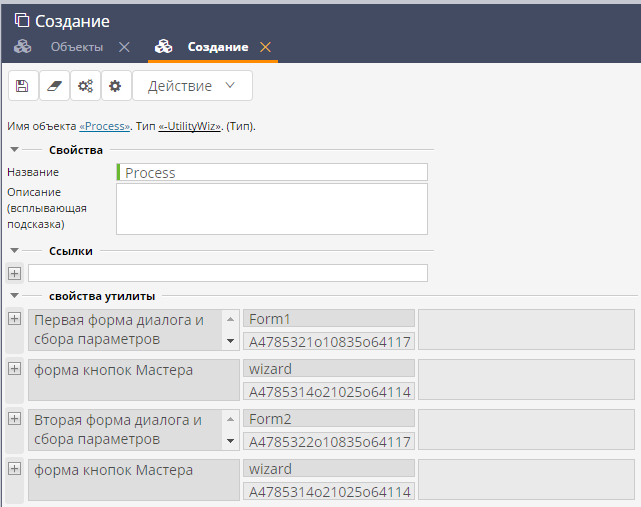 Создание
Объекты
Создание
Действие
Имя объекта «Process». Тип «-UtilityWiz». (Тип).
Свойства
Название
Process
Описание
(всплывающая
подсказка)
Ссылки
свойства утилиты
Первая форма диалога и
сбора параметров
Form1
A4785321o10835o64117
форма кнопок Мастера
wizard
A4785314o21025o64114
Вторая форма диалога и
сбора параметров
Form2
A4785322o10835o64117
форма кнопок Мастера
wizard
A4785314o21025o64114